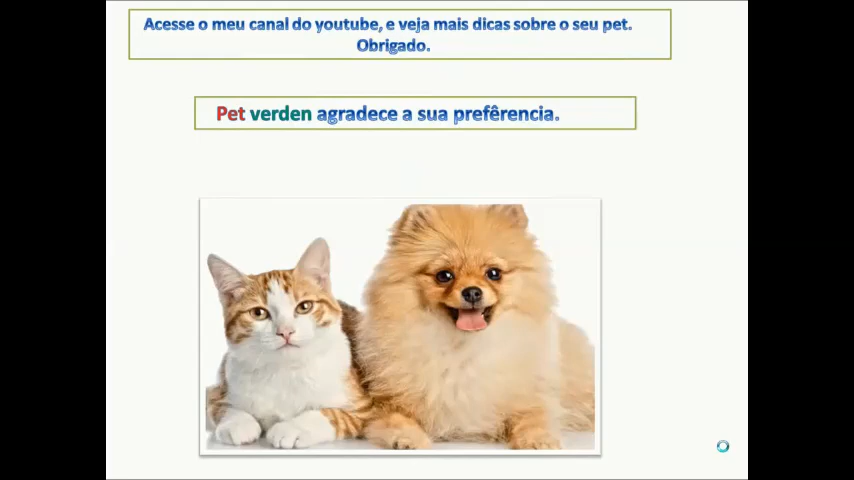 Acesse o meu canal do youtube, e veja mais dicas sobre o seu pet.
Obrigado.
Pet verden agradece a sua prefêrencia.